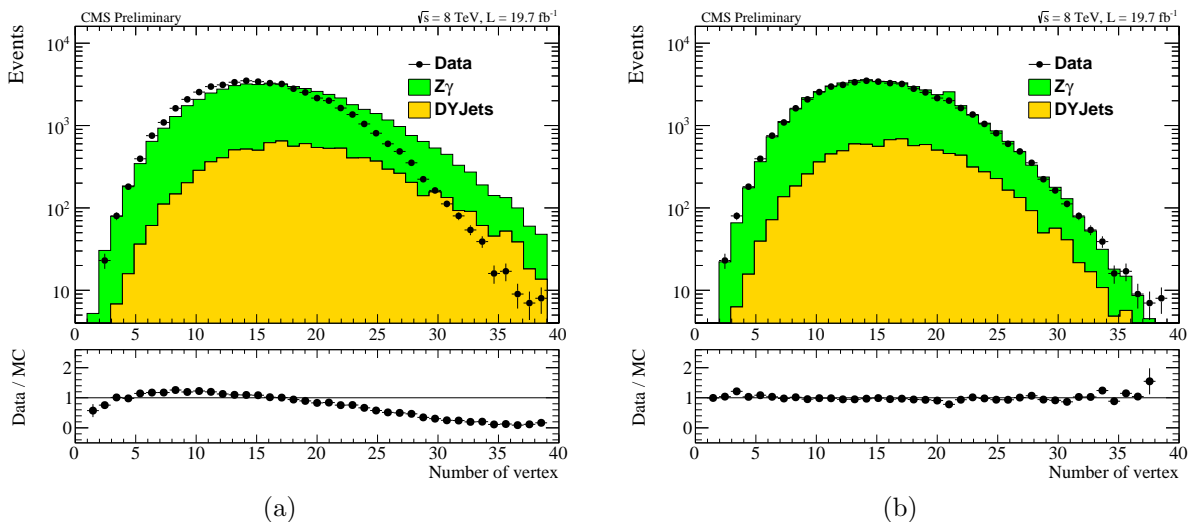 CMS Preliminary √s = 8 TeV, L = 19.7 fb⁻¹
Events
10⁴
10³
10²
10
Data
Zγ
DYJets
0 5 10 15 20 25 30 35 40
Data / MC
2
1
0
0 5 10 15 20 25 30 35 40
Number of vertex
(a)
CMS Preliminary √s = 8 TeV, L = 19.7 fb⁻¹
Events
10⁴
10³
10²
10
Data
Zγ
DYJets
0 5 10 15 20 25 30 35 40
Data / MC
2
1
0
0 5 10 15 20 25 30 35 40
Number of vertex
(b)